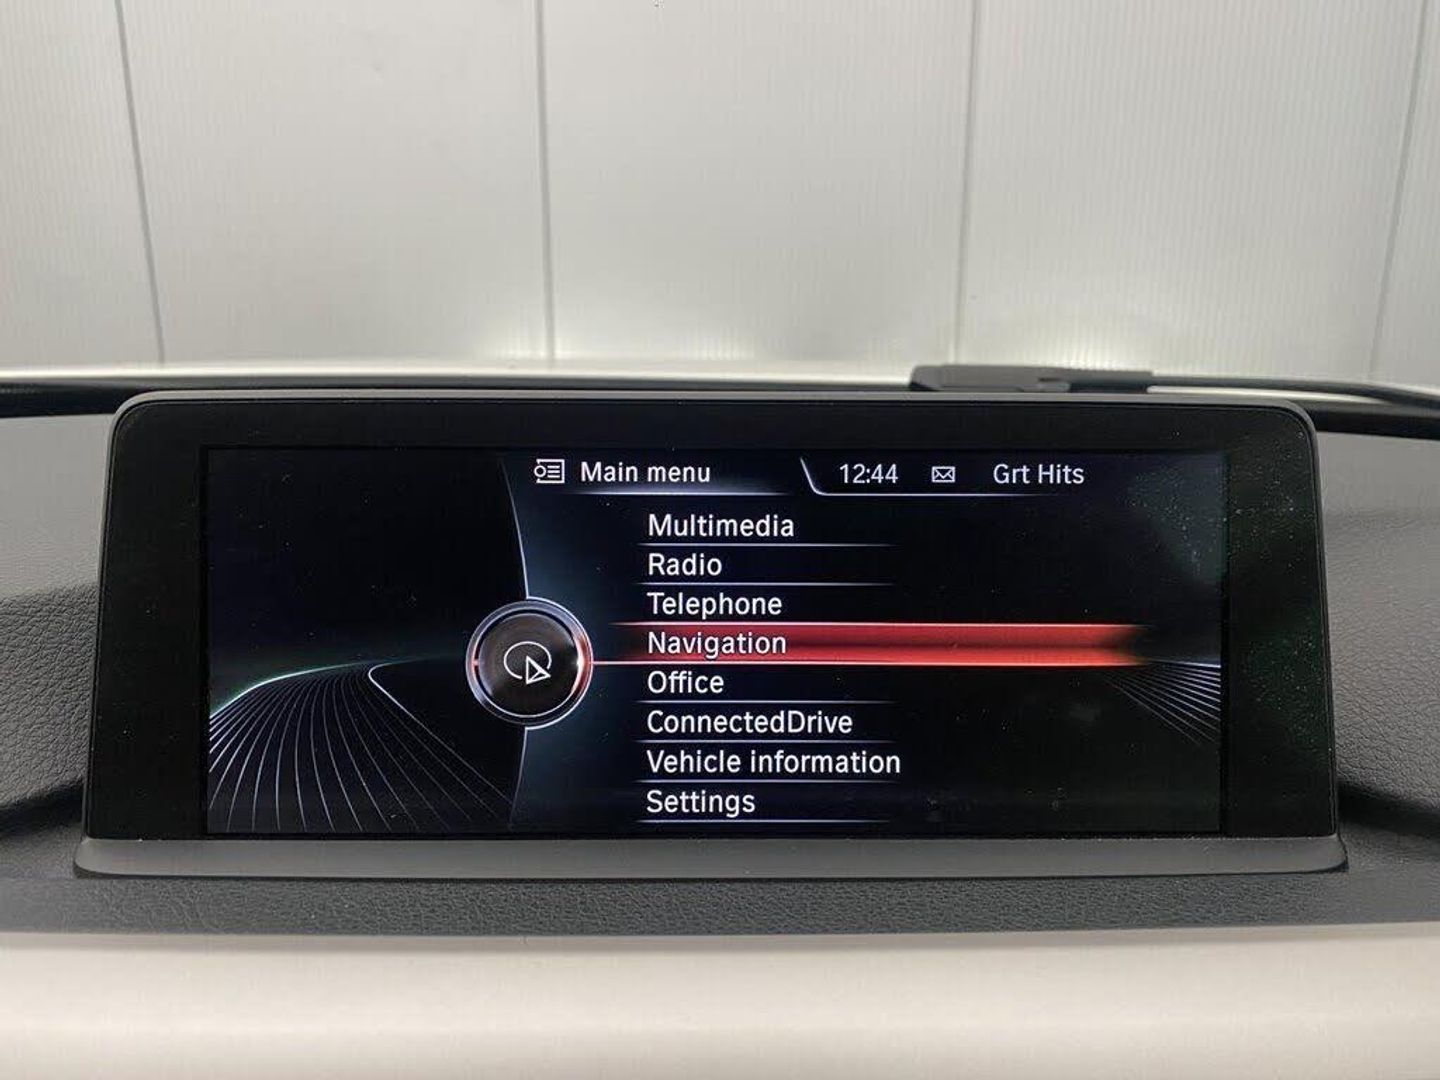 Main menu 12:44 Grt Hits
Multimedia
Radio
Telephone
Navigation
Office
ConnectedDrive
Vehicle information
Settings